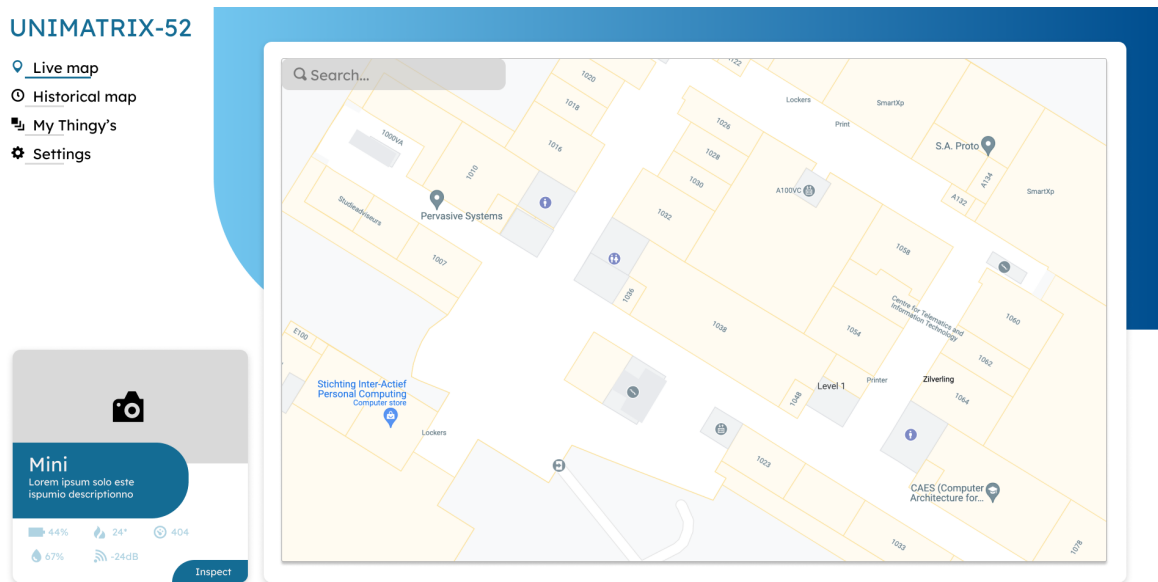 UNIMATRIX-52
Live map
Historical map
My Thingy's
Settings
Search...
1020
1122
1018
1000VA
1016
1010
Lockers
SmartXp
1026
Print
S.A. Proto
1028
1030
A100VC
A134
A132
SmartXp
Studieadviseurs
Pervasive Systems
1032
1007
1058
1036
1038
Centre for Telematics and
Information Technology
1060
1054
E100
1062
Stichting Inter-Actief
Personal Computing
Computer store
Level 1
Printer
Zilverling
1048
1064
Lockers
1023
CAES (Computer
Architecture for...
1033
1078
Mini
Lorem ipsum solo este
ispumio descriptionno
44%
24°
404
67%
-24dB
Inspect